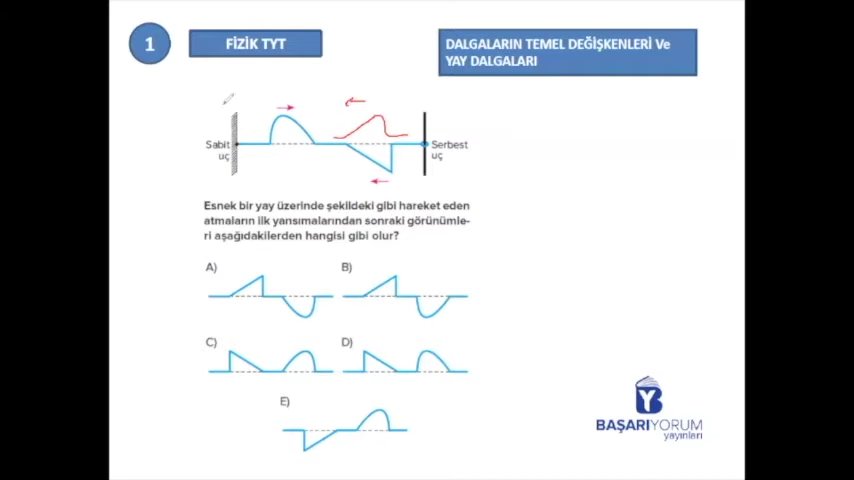 1
FİZİK TYT
DALGALARIN TEMEL DEĞİŞKENLERİ Ve
YAY DALGALARI
Sabit
uç
Serbest
uç
Esnek bir yay üzerinde şekildeki gibi hareket eden
atmaların ilk yansımalarından sonraki görünümle-
ri aşağıdakilerden hangisi gibi olur?
A)
B)
C)
D)
E)
BAŞARIYORUM
yayınları